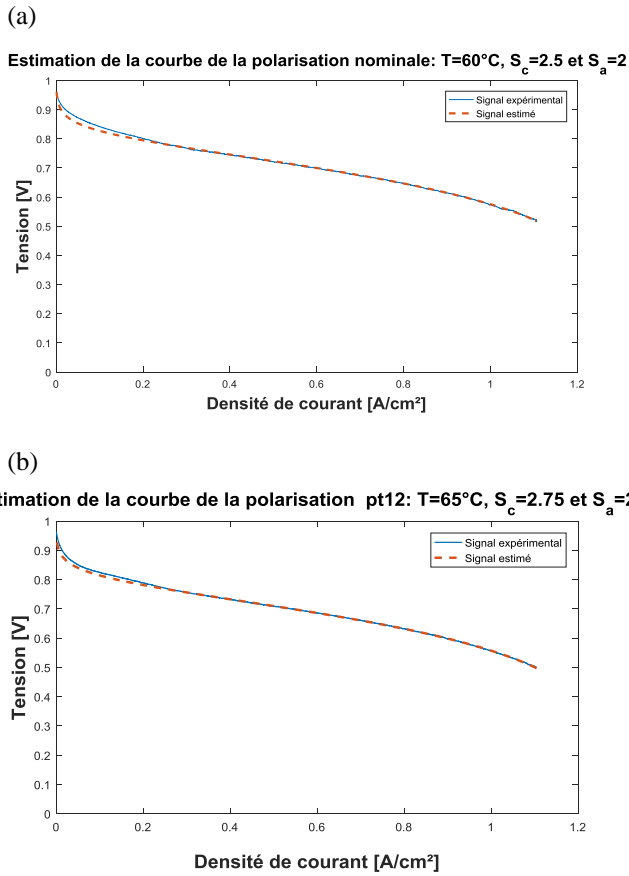 (a)
Estimation de la courbe de la polarisation nominale: T=60°C, Sc=2.5 et Sa=2
1
0.9
0.8
0.7
0.6
0.5
0.4
0.3
0.2
0.1
0
Tension [V]
Signal expérimental
Signal estimé
0 0.2 0.4 0.6 0.8 1 1.2
Densité de courant [A/cm²]
(b)
timation de la courbe de la polarisation pt12: T=65°C, Sc=2.75 et Sa=2
1
0.9
0.8
0.7
0.6
0.5
0.4
0.3
0.2
0.1
0
Tension [V]
Signal expérimental
Signal estimé
0 0.2 0.4 0.6 0.8 1 1.2
Densité de courant [A/cm²]